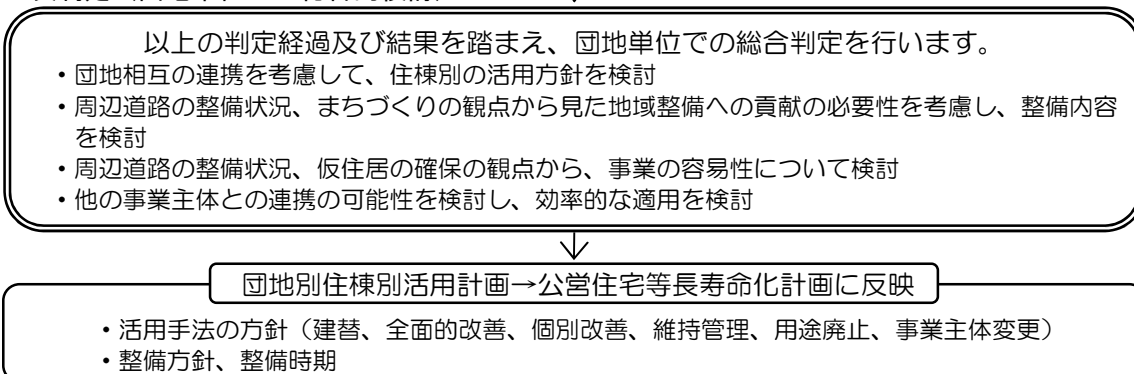 以上の判定経過及び結果を踏まえ、団地単位での総合判定を行います。
・団地相互の連携を考慮して、住棟別の活用方針を検討
・周辺道路の整備状況、まちづくりの観点から見た地域整備への貢献の必要性を考慮し、整備内容
を検討
・周辺道路の整備状況、仮住居の確保の観点から、事業の容易性について検討
・他の事業主体との連携の可能性を検討し、効率的な適用を検討
団地別住棟別活用計画→公営住宅等長寿命化計画に反映
・活用手法の方針（建替、全面的改善、個別改善、維持管理、用途廃止、事業主体変更）
・整備方針、整備時期